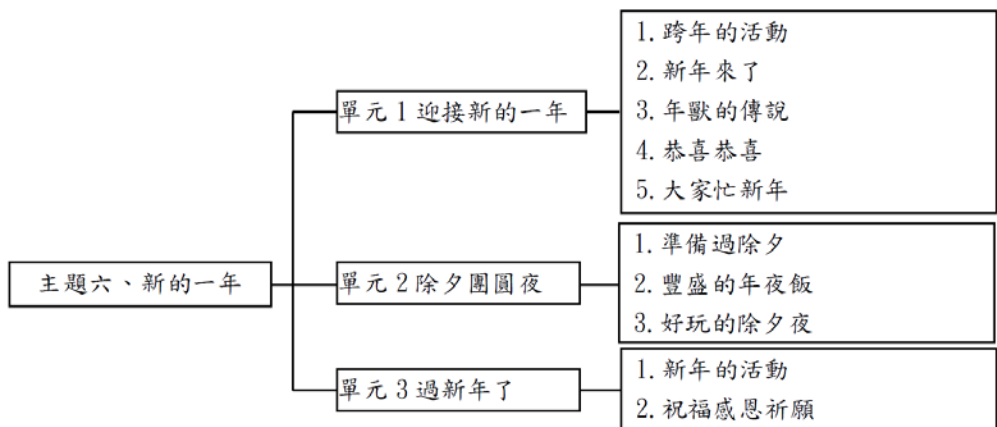 主題六、新的一年
單元1迎接新的一年
1.跨年的活動
2.新年來了
3.年獸的傳說
4.恭喜恭喜
5.大家忙新年
單元2除夕團圓夜
1.準備過除夕
2.豐盛的年夜飯
3.好玩的除夕夜
單元3過新年了
1.新年的活動
2.祝福感恩祈願